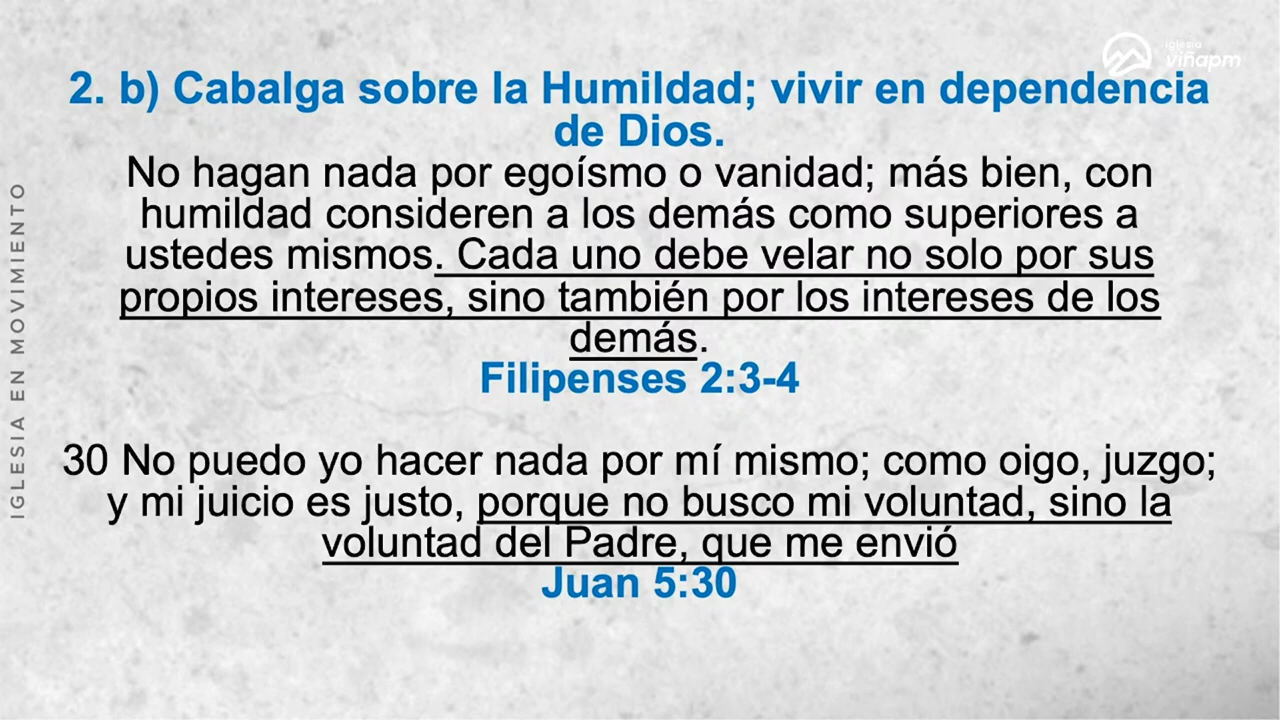 iglesia
viñapm
2. b) Cabalga sobre la Humildad; vivir en dependencia
de Dios.
No hagan nada por egoísmo o vanidad; más bien, con
humildad consideren a los demás como superiores a
ustedes mismos. Cada uno debe velar no solo por sus
propios intereses, sino también por los intereses de los
demás.
Filipenses 2:3-4
30 No puedo yo hacer nada por mí mismo; como oigo, juzgo;
y mi juicio es justo, porque no busco mi voluntad, sino la
voluntad del Padre, que me envió
Juan 5:30
IGLESIA EN MOVIMIENTO